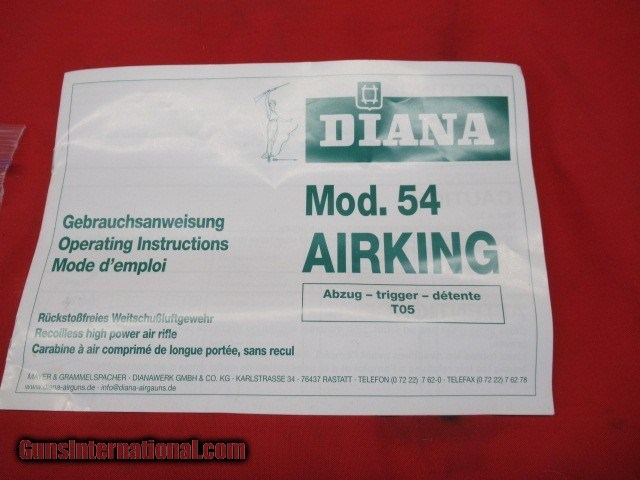 DIANA
Mod. 54
AIRKING
Gebrauchsanweisung
Operating Instructions
Mode d'emploi
Abzug – trigger – détente
T05
Rückstoßfreies Weitschußluftgewehr
Recoilless high power air rifle
Carabine à air comprimé de longue portée, sans recul
MAYER & GRAMMELSPACHER · DIANAWERK GMBH & CO. KG · KARLSTRASSE 34 · 76437 RASTATT · TELEFON (0 72 22) 7 62-0 · TELEFAX (0 72 22) 7 62 78
www.diana-airguns.de · info@diana-airguns.de
GunsInternational.com